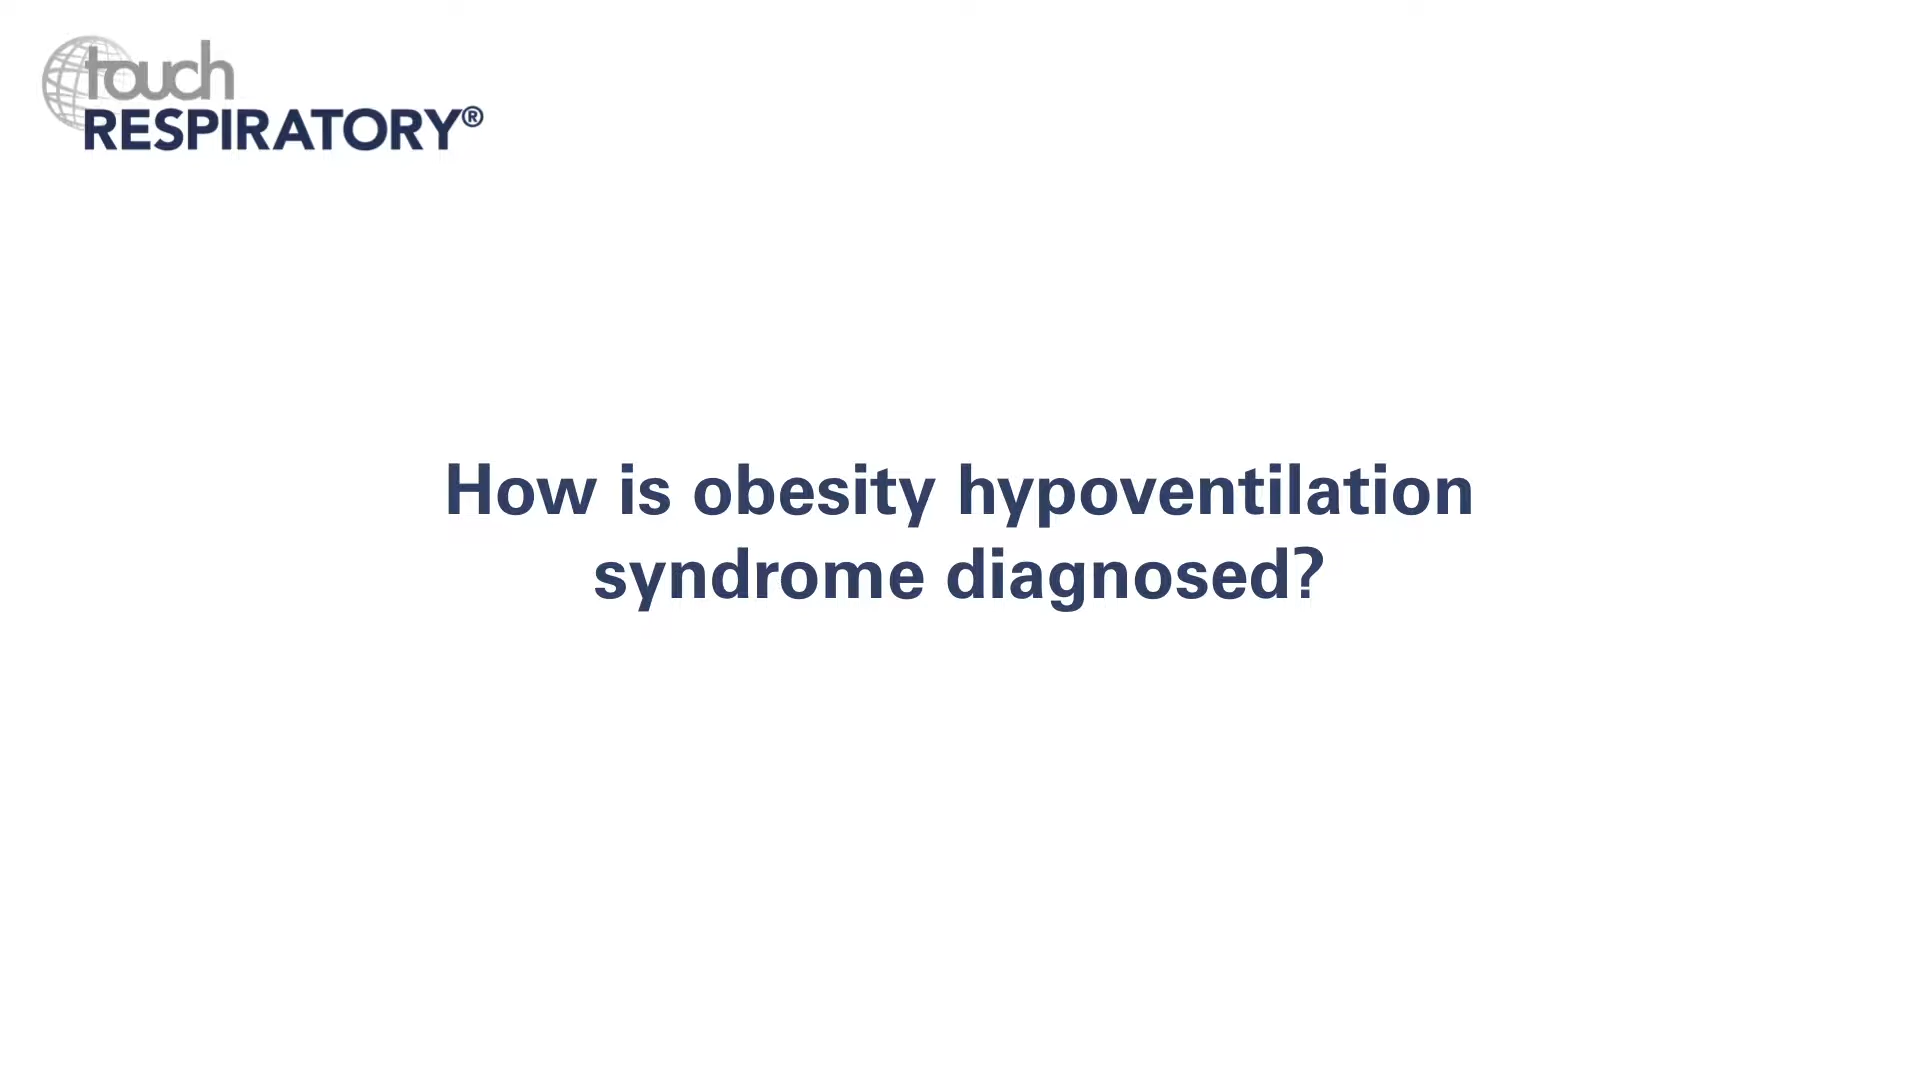 touch
RESPIRATORY®
How is obesity hypoventilation
syndrome diagnosed?